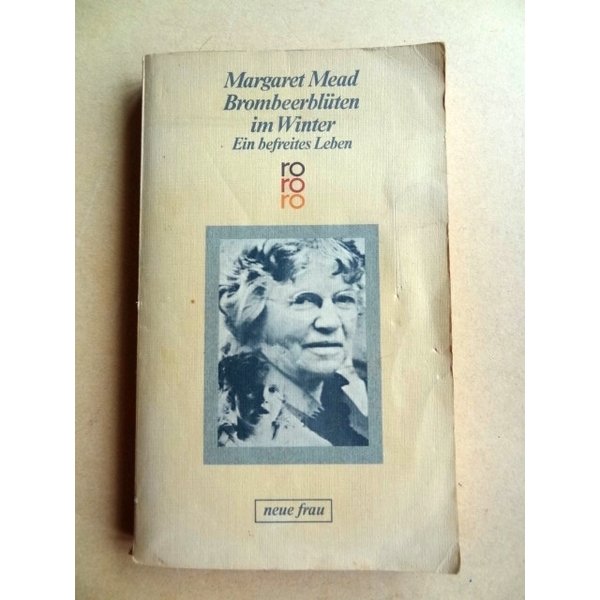 Margaret Mead
Brombeerblüten
im Winter
Ein befreites Leben
ro
ro
ro
neue frau